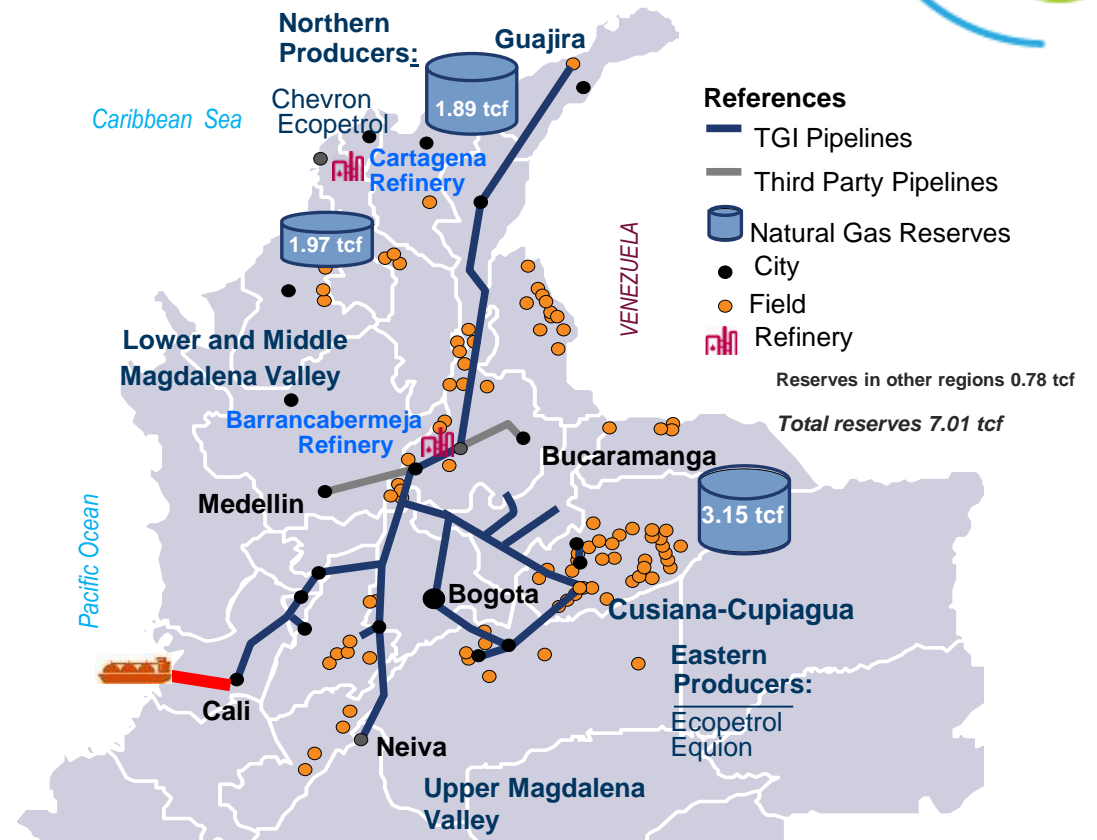 Northern
Producers:
Guajira
1.89 tcf
Chevron
Ecopetrol
Caribbean Sea
Cartagena
Refinery
1.97 tcf
References
TGI Pipelines
Third Party Pipelines
Natural Gas Reserves
City
Field
Refinery
VENEZUELA
Reserves in other regions 0.78 tcf
Total reserves 7.01 tcf
Lower and Middle
Magdalena Valley
Barrancabermeja
Refinery
Bucaramanga
Medellin
3.15 tcf
Pacific Ocean
Bogota
Cusiana-Cupiagua
Eastern
Producers:
Ecopetrol
Equion
Cali
Neiva
Upper Magdalena
Valley